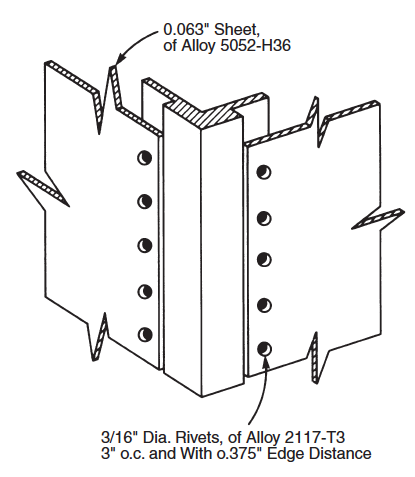 0.063" Sheet,
of Alloy 5052-H36
3/16" Dia. Rivets, of Alloy 2117-T3
3" o.c. and With o.375" Edge Distance